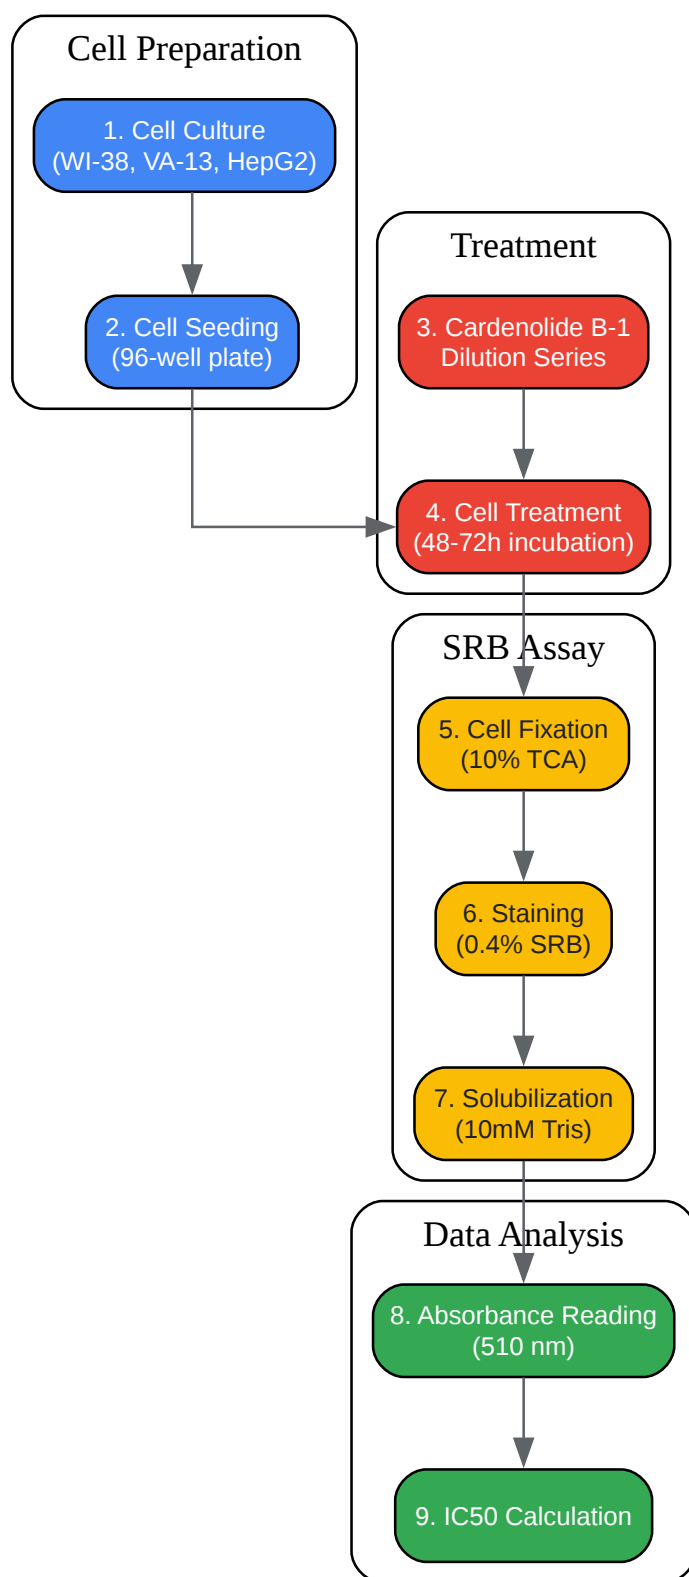 Cell Preparation
1. Cell Culture
(WI-38, VA-13, HepG2)
2. Cell Seeding
(96-well plate)
Treatment
3. Cardenolide B-1
Dilution Series
4. Cell Treatment
(48-72h incubation)
SRB Assay
5. Cell Fixation
(10% TCA)
6. Staining
(0.4% SRB)
7. Solubilization
(10mM Tris)
Data Analysis
8. Absorbance Reading
(510 nm)
9. IC50 Calculation